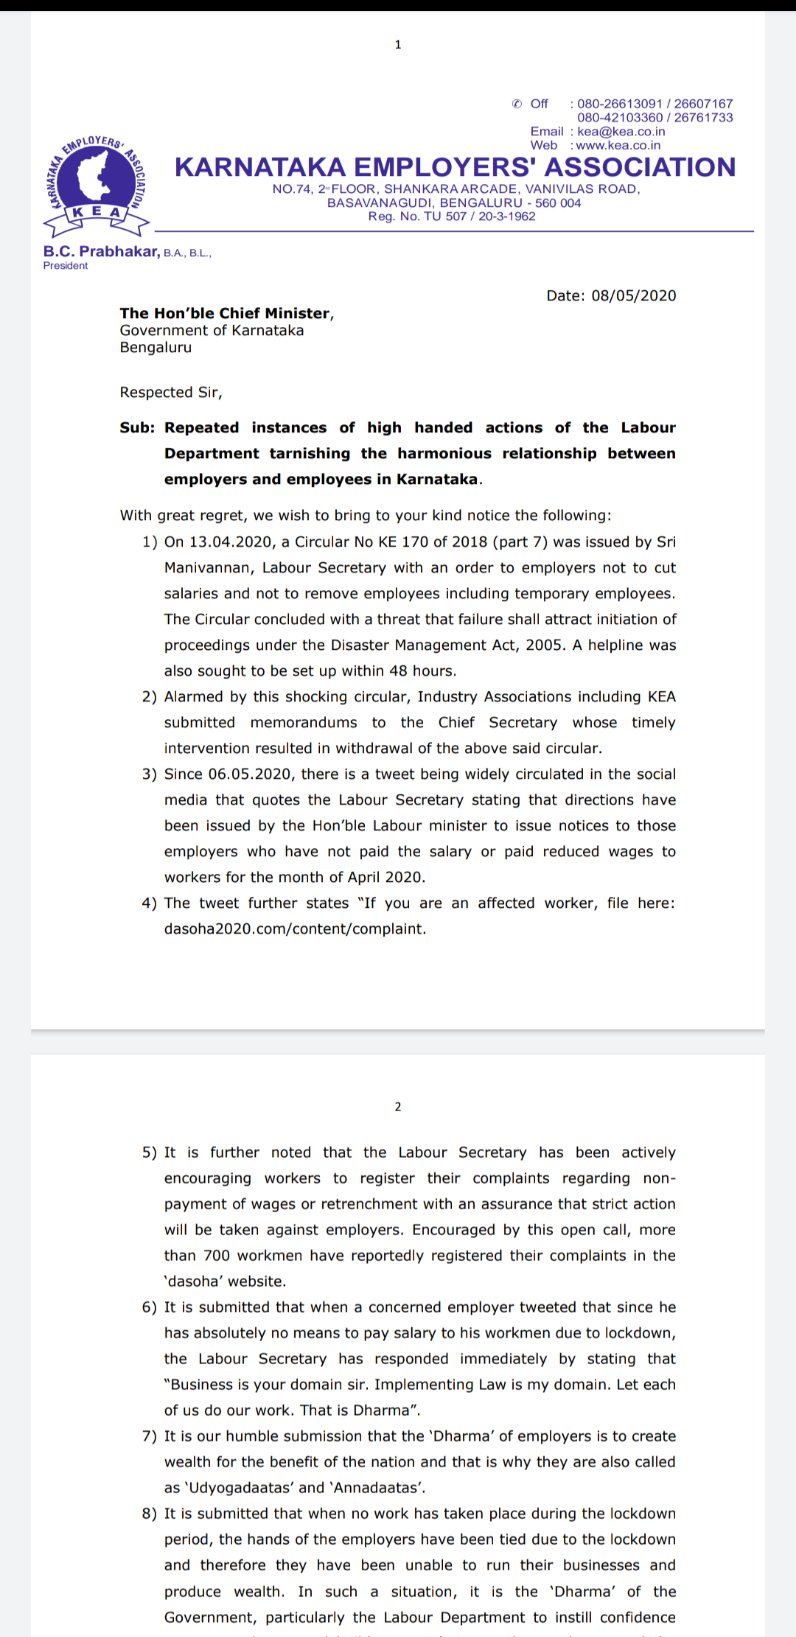 1
✆ Off : 080-26613091 / 26607167
080-42103360 / 26761733
Email : kea@kea.co.in
Web : www.kea.co.in
KARNATAKA EMPLOYERS' ASSOCIATION
KEA
KARNATAKA EMPLOYERS' ASSOCIATION
NO.74, 2ⁿᵈ FLOOR, SHANKARA ARCADE, VANIVILAS ROAD,
BASAVANAGUDI, BENGALURU - 560 004
Reg. No. TU 507 / 20-3-1962
B.C. Prabhakar, B.A., B.L.,
President
Date: 08/05/2020
The Hon'ble Chief Minister,
Government of Karnataka
Bengaluru
Respected Sir,
Sub: Repeated instances of high handed actions of the Labour
Department tarnishing the harmonious relationship between
employers and employees in Karnataka.
With great regret, we wish to bring to your kind notice the following:
1) On 13.04.2020, a Circular No KE 170 of 2018 (part 7) was issued by Sri
Manivannan, Labour Secretary with an order to employers not to cut
salaries and not to remove employees including temporary employees.
The Circular concluded with a threat that failure shall attract initiation of
proceedings under the Disaster Management Act, 2005. A helpline was
also sought to be set up within 48 hours.
2) Alarmed by this shocking circular, Industry Associations including KEA
submitted memorandums to the Chief Secretary whose timely
intervention resulted in withdrawal of the above said circular.
3) Since 06.05.2020, there is a tweet being widely circulated in the social
media that quotes the Labour Secretary stating that directions have
been issued by the Hon'ble Labour minister to issue notices to those
employers who have not paid the salary or paid reduced wages to
workers for the month of April 2020.
4) The tweet further states "If you are an affected worker, file here:
dasoha2020.com/content/complaint.
2
5) It is further noted that the Labour Secretary has been actively
encouraging workers to register their complaints regarding non-
payment of wages or retrenchment with an assurance that strict action
will be taken against employers. Encouraged by this open call, more
than 700 workmen have reportedly registered their complaints in the
'dasoha' website.
6) It is submitted that when a concerned employer tweeted that since he
has absolutely no means to pay salary to his workmen due to lockdown,
the Labour Secretary has responded immediately by stating that
"Business is your domain sir. Implementing Law is my domain. Let each
of us do our work. That is Dharma".
7) It is our humble submission that the 'Dharma' of employers is to create
wealth for the benefit of the nation and that is why they are also called
as 'Udyogadaatas' and 'Annadaatas'.
8) It is submitted that when no work has taken place during the lockdown
period, the hands of the employers have been tied due to the lockdown
and therefore they have been unable to run their businesses and
produce wealth. In such a situation, it is the 'Dharma' of the
Government, particularly the Labour Department to instill confidence